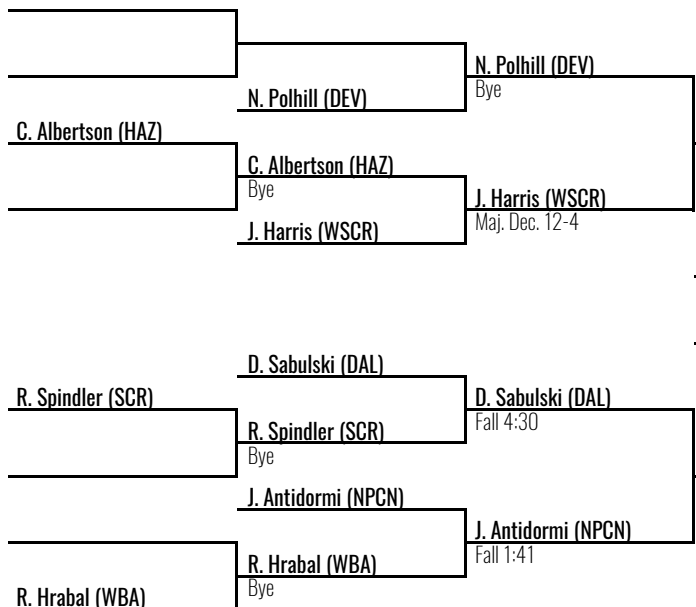 N. Polhill (DEV)
Bye
N. Polhill (DEV)
C. Albertson (HAZ)
C. Albertson (HAZ)
Bye
J. Harris (WSCR)
Maj. Dec. 12-4
J. Harris (WSCR)
D. Sabulski (DAL)
R. Spindler (SCR)
D. Sabulski (DAL)
Fall 4:30
R. Spindler (SCR)
Bye
J. Antidormi (NPCN)
J. Antidormi (NPCN)
Fall 1:41
R. Hrabal (WBA)
Bye
R. Hrabal (WBA)